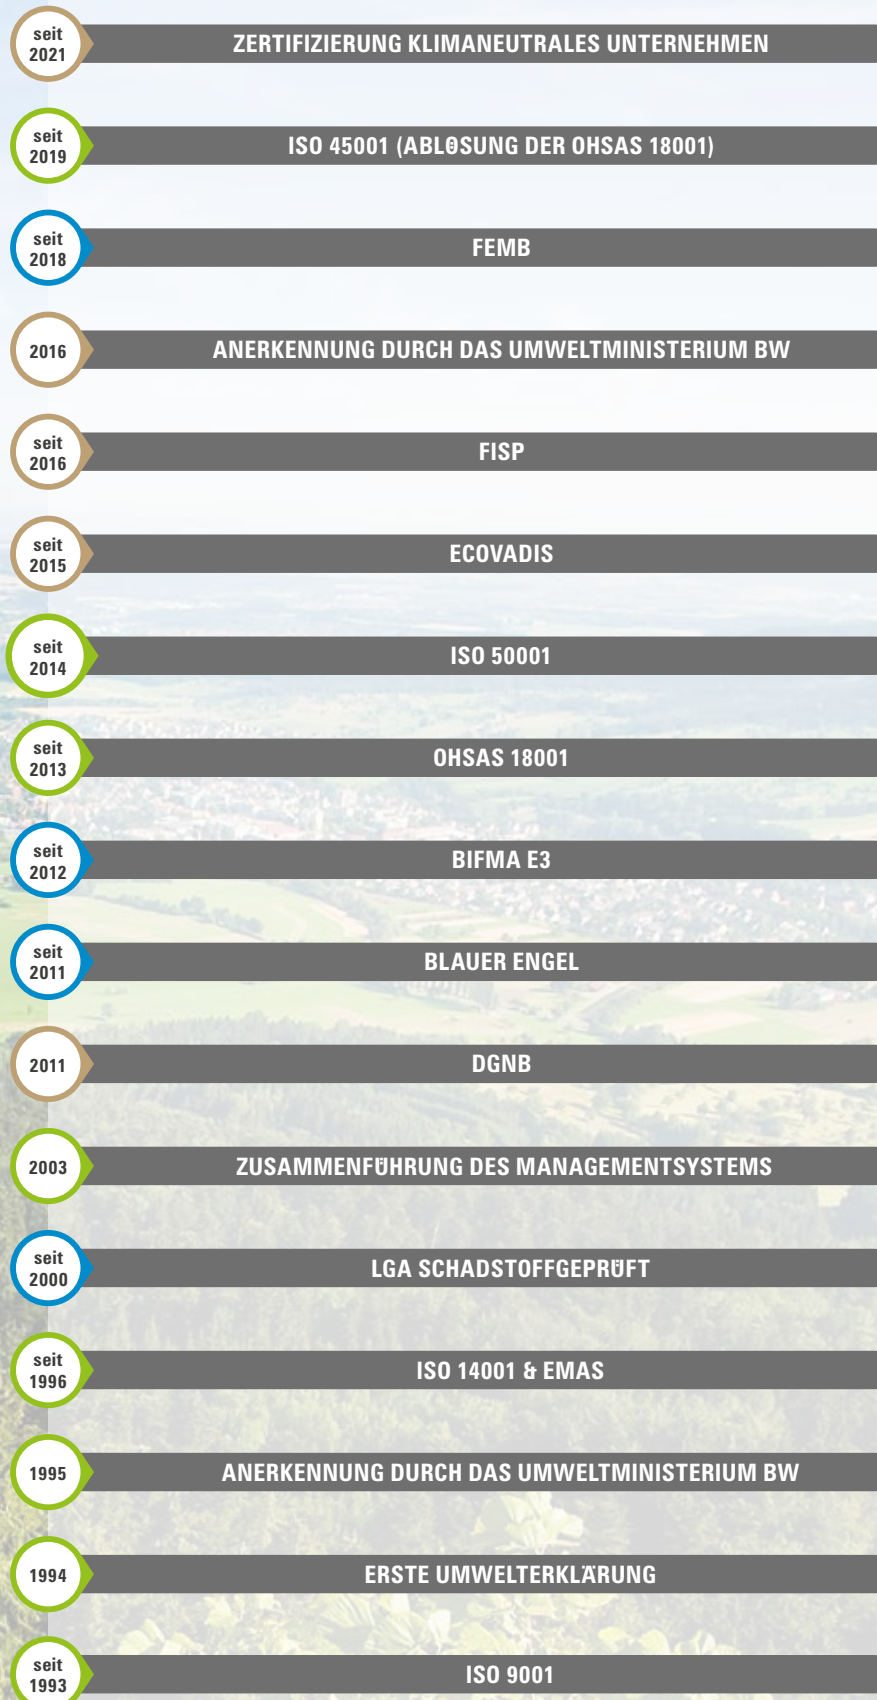 seit
2021
ZERTIFIZIERUNG KLIMANEUTRALES UNTERNEHMEN
seit
2019
ISO 45001 (ABLÖSUNG DER OHSAS 18001)
seit
2018
FEMB
2016
ANERKENNUNG DURCH DAS UMWELTMINISTERIUM BW
seit
2016
FISP
seit
2015
ECOVADIS
seit
2014
ISO 50001
seit
2013
OHSAS 18001
seit
2012
BIFMA E3
seit
2011
BLAUER ENGEL
2011
DGNB
2003
ZUSAMMENFÜHRUNG DES MANAGEMENTSYSTEMS
seit
2000
LGA SCHADSTOFFGEPRÜFT
seit
1996
ISO 14001 & EMAS
1995
ANERKENNUNG DURCH DAS UMWELTMINISTERIUM BW
1994
ERSTE UMWELTERKLÄRUNG
seit
1993
ISO 9001